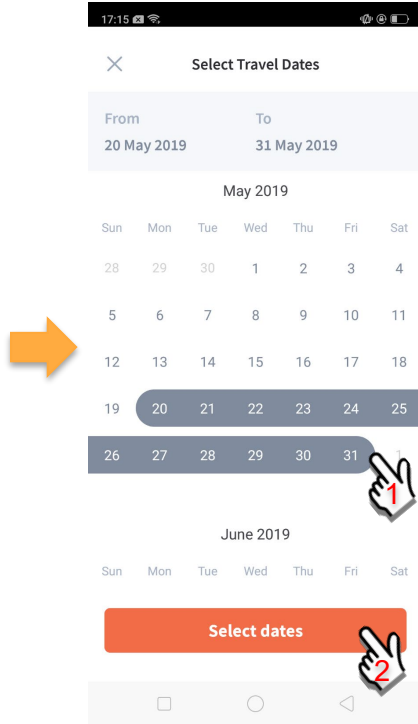 17:15
Select Travel Dates
From To
20 May 2019 31 May 2019
May 2019
Sun Mon Tue Wed Thu Fri Sat
28 29 30 1 2 3 4
5 6 7 8 9 10 11
12 13 14 15 16 17 18
19 20 21 22 23 24 25
26 27 28 29 30 31 1
1
June 2019
Sun Mon Tue Wed Thu Fri Sat
Select dates
2